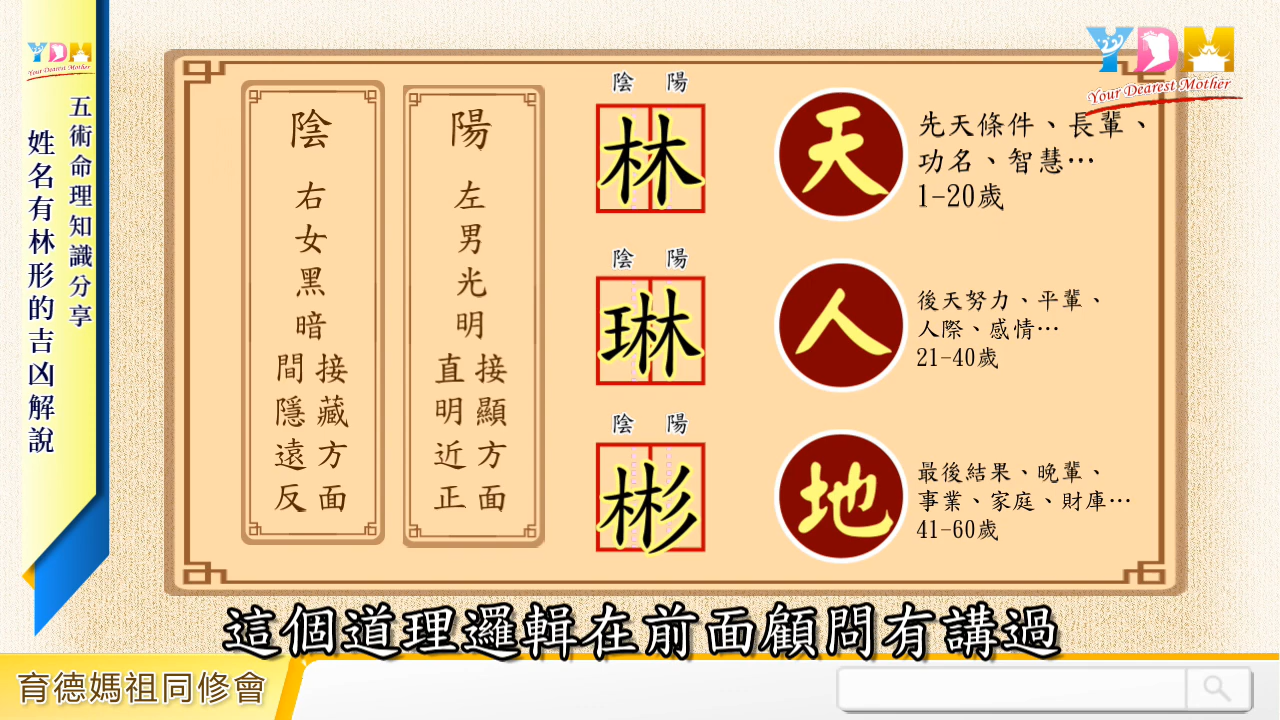 YDM
Your Dearest Mother
五術命理知識分享
姓名有林形的吉凶解說
陰
右
女
黑
暗
間接
隱藏
遠方
反面
陽
左
男
光
明
直接
明顯
近方
正面
陰 陽
林
陰 陽
琳
陰 陽
彬
天
先天條件、長輩、
功名、智慧…
1-20歲
人
後天努力、平輩、
人際、感情…
21-40歲
地
最後結果、晚輩、
事業、家庭、財庫…
41-60歲
YDM
Your Dearest Mother
這個道理邏輯在前面顧問有講過
育德媽祖同修會